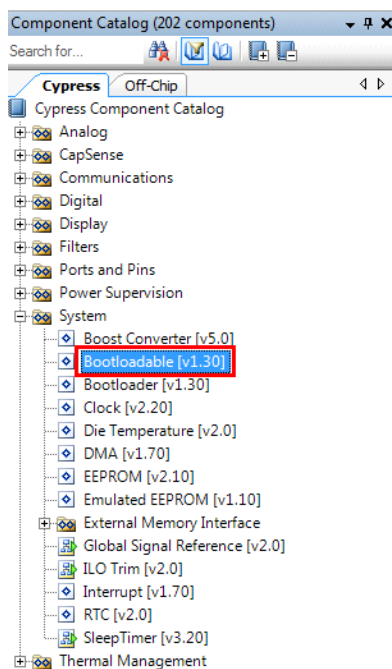 Component Catalog (202 components)
Search for...
Cypress Off-Chip
Cypress Component Catalog
Analog
CapSense
Communications
Digital
Display
Filters
Ports and Pins
Power Supervision
System
Boost Converter [v5.0]
Bootloadable [v1.30]
Bootloader [v1.30]
Clock [v2.20]
Die Temperature [v2.0]
DMA [v1.70]
EEPROM [v2.10]
Emulated EEPROM [v1.10]
External Memory Interface
Global Signal Reference [v2.0]
ILO Trim [v2.0]
Interrupt [v1.70]
RTC [v2.0]
SleepTimer [v3.20]
Thermal Management